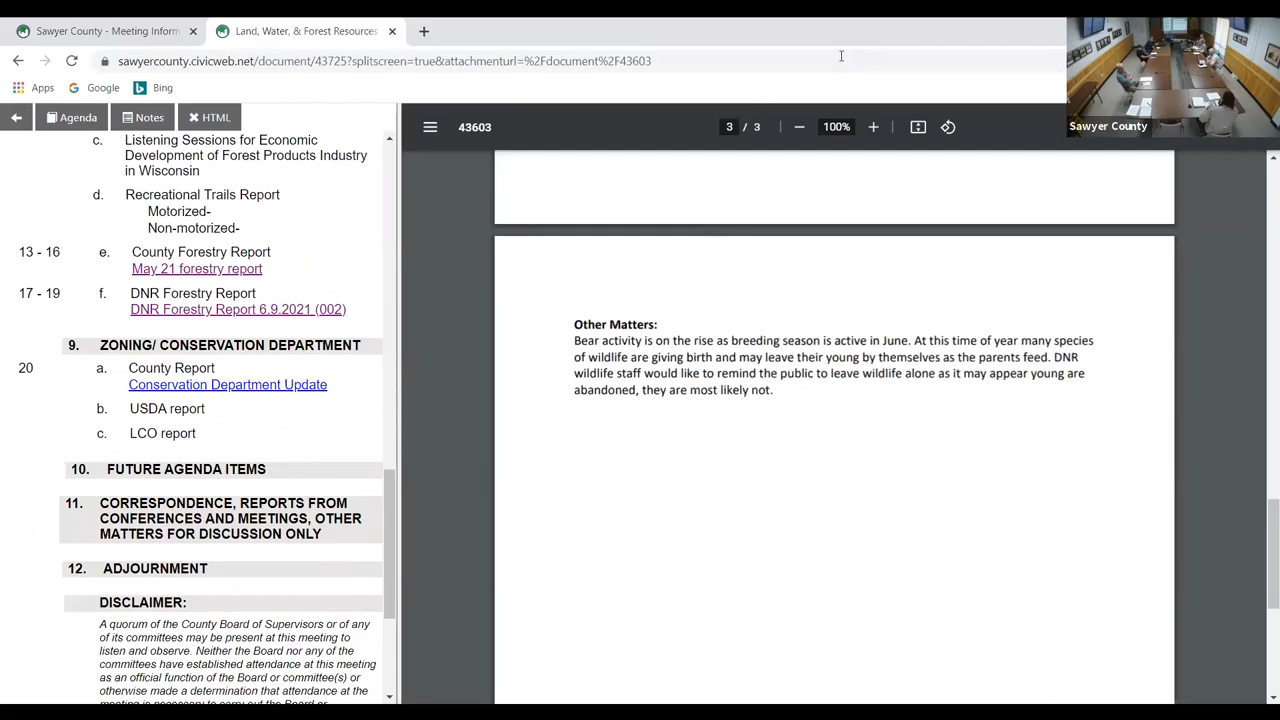 Sawyer County - Meeting Inform
Land, Water, & Forest Resources
sawyercounty.civicweb.net/document/43725?splitscreen=true&attachmenturl=%2Fdocument%2F43603
Apps
Google
Bing
Sawyer County
Agenda
Notes
HTML
43603
3 / 3
100%
c. Listening Sessions for Economic
Development of Forest Products Industry
in Wisconsin
d. Recreational Trails Report
Motorized-
Non-motorized-
13 - 16 e. County Forestry Report
May 21 forestry report
17 - 19 f. DNR Forestry Report
DNR Forestry Report 6.9.2021 (002)
9. ZONING/ CONSERVATION DEPARTMENT
20 a. County Report
Conservation Department Update
b. USDA report
c. LCO report
10. FUTURE AGENDA ITEMS
11. CORRESPONDENCE, REPORTS FROM
CONFERENCES AND MEETINGS, OTHER
MATTERS FOR DISCUSSION ONLY
12. ADJOURNMENT
DISCLAIMER:
A quorum of the County Board of Supervisors or of any
of its committees may be present at this meeting to
listen and observe. Neither the Board nor any of the
committees have established attendance at this meeting
as an official function of the Board or committee(s) or
otherwise made a determination that attendance at the
meeting is necessary to carry out the Board or
Other Matters:
Bear activity is on the rise as breeding season is active in June. At this time of year many species
of wildlife are giving birth and may leave their young by themselves as the parents feed. DNR
wildlife staff would like to remind the public to leave wildlife alone as it may appear young are
abandoned, they are most likely not.